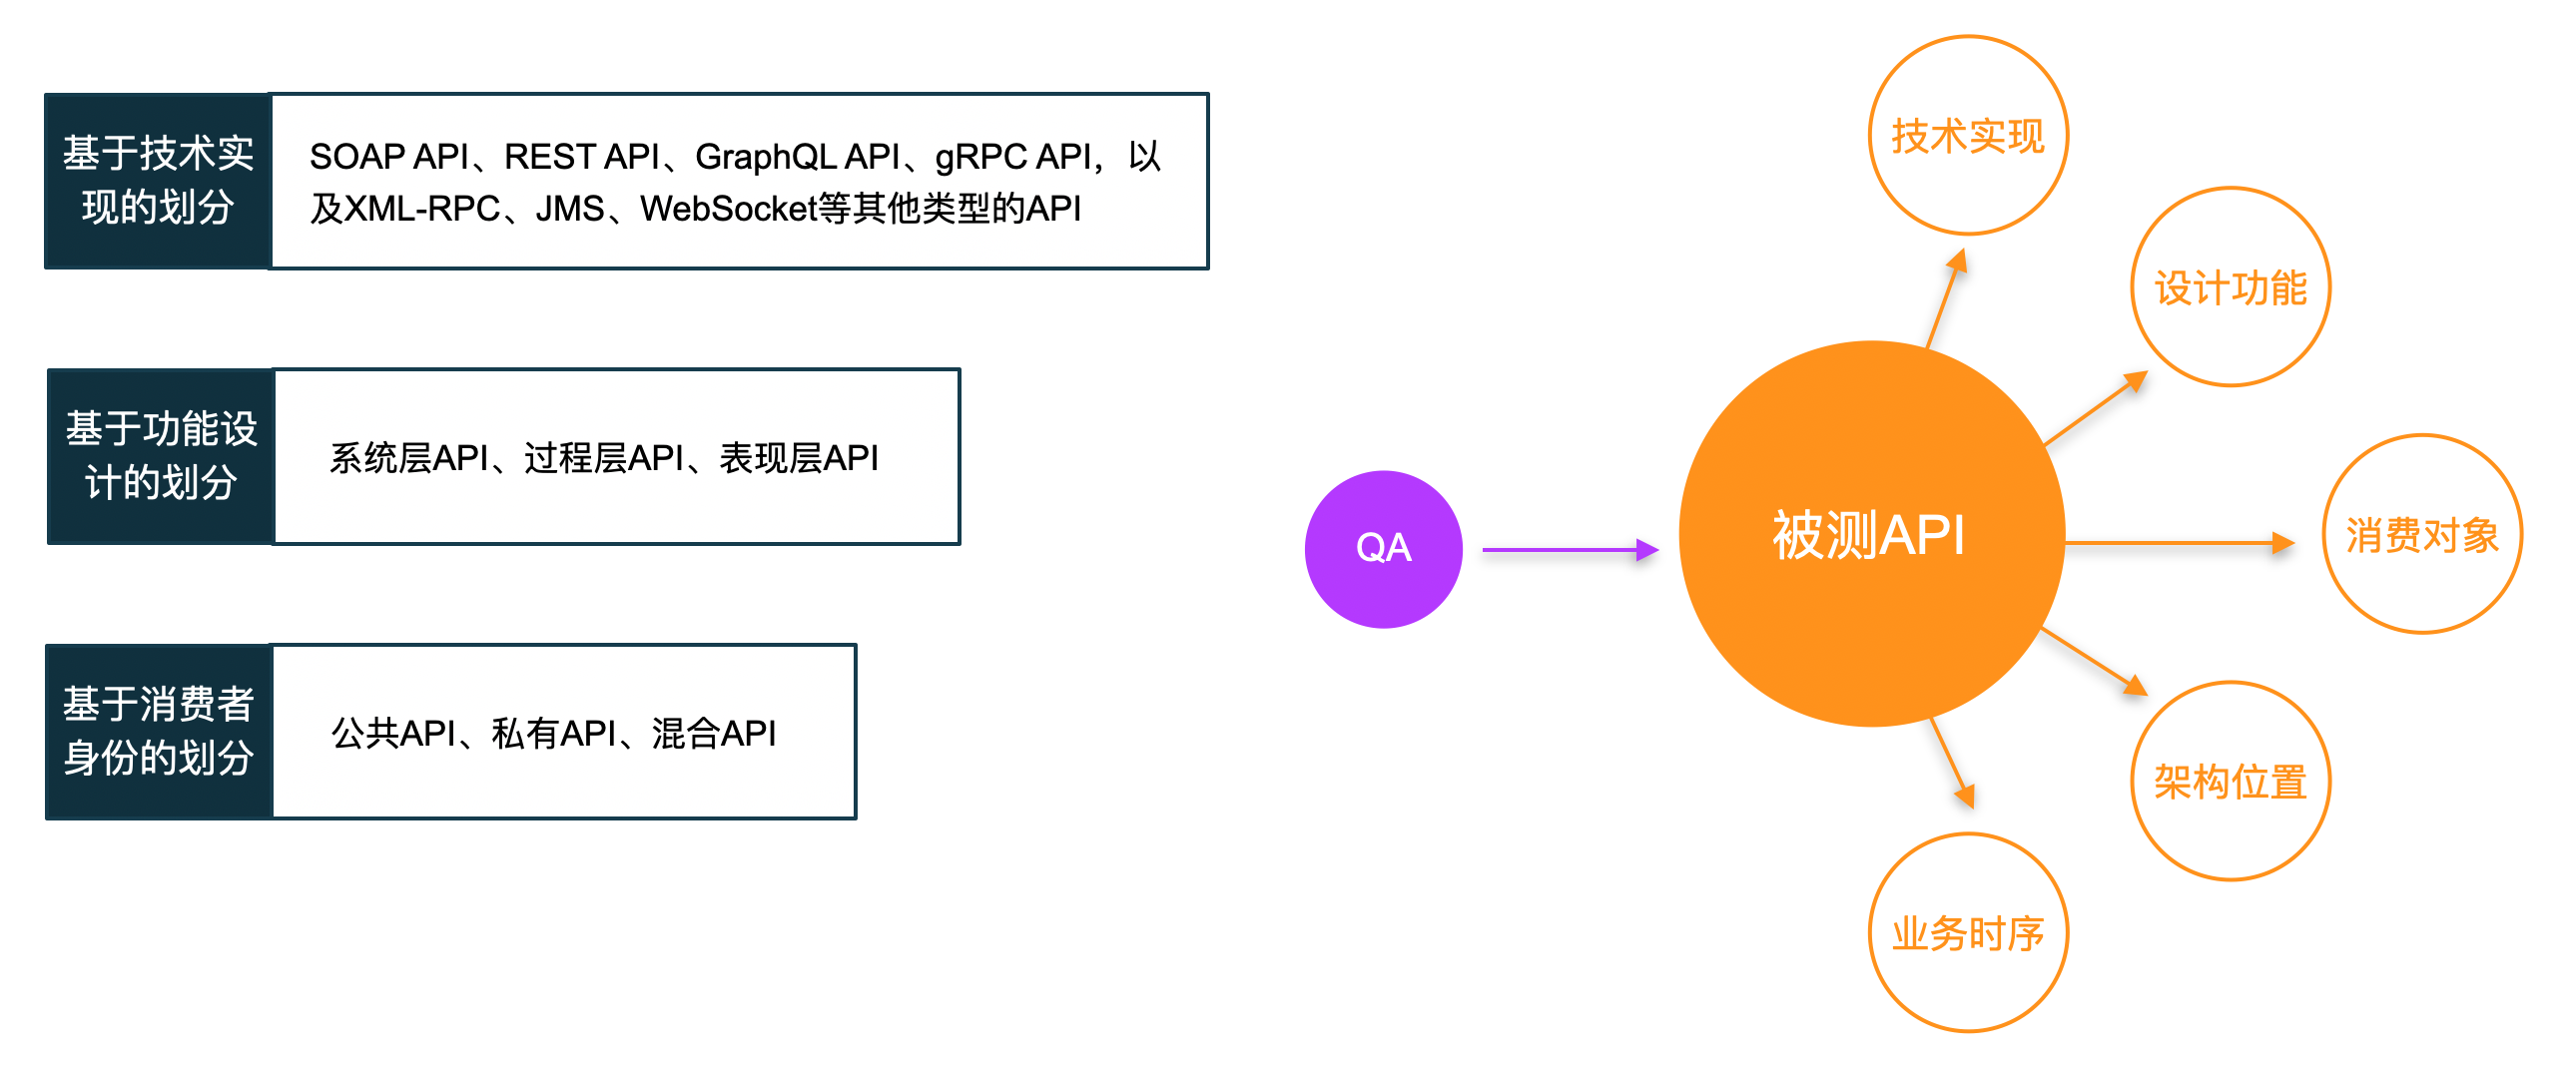 基于技术实
现的划分
SOAP API、REST API、GraphQL API、gRPC API，以
及XML-RPC、JMS、WebSocket等其他类型的API
基于功能设
计的划分
系统层API、过程层API、表现层API
基于消费者
身份的划分
公共API、私有API、混合API
QA
被测API
技术实现
设计功能
消费对象
架构位置
业务时序